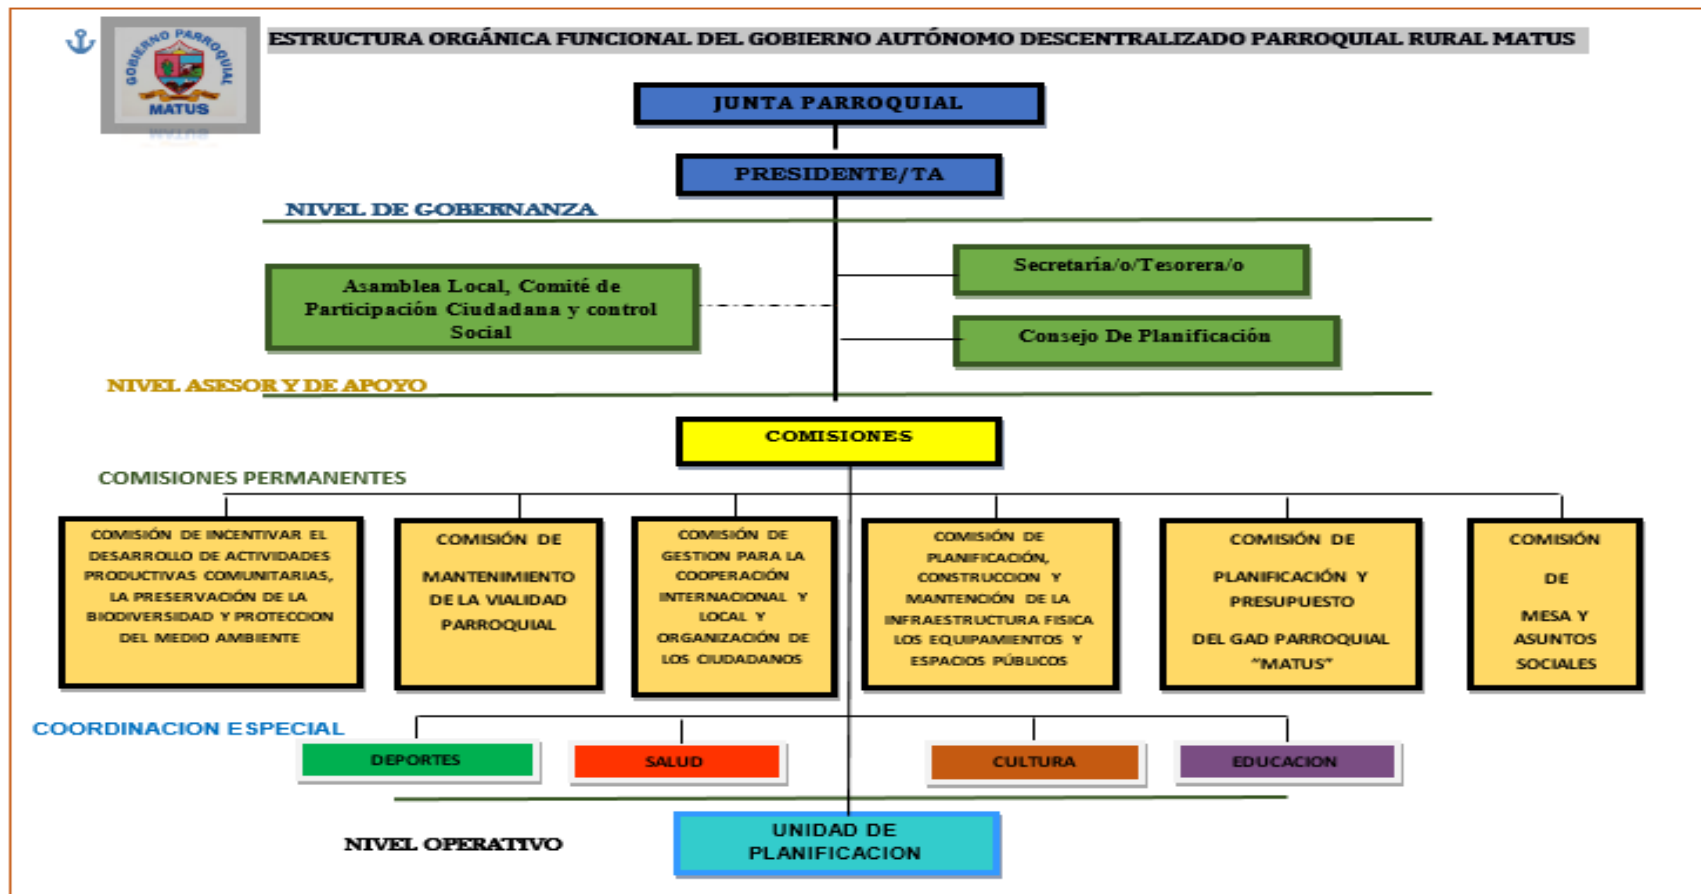 ESTRUCTURA ORGÁNICA FUNCIONAL DEL GOBIERNO AUTÓNOMO DESCENTRALIZADO PARROQUIAL RURAL MATUS
GOBIERNO PARROQUIAL
MATUS
JUNTA PARROQUIAL
PRESIDENTE/TA
NIVEL DE GOBERNANZA
Asamblea Local, Comité de
Participación Ciudadana y control
Social
Secretaría/o/Tesorera/o
Consejo De Planificación
NIVEL ASESOR Y DE APOYO
COMISIONES
COMISIONES PERMANENTES
COMISIÓN DE INCENTIVAR EL
DESARROLLO DE ACTIVIDADES
PRODUCTIVAS COMUNITARIAS,
LA PRESERVACIÓN DE LA
BIODIVERSIDAD Y PROTECCION
DEL MEDIO AMBIENTE
COMISIÓN DE
MANTENIMIENTO
DE LA VIALIDAD
PARROQUIAL
COMISIÓN DE
GESTION PARA LA
COOPERACIÓN
INTERNACIONAL Y
LOCAL Y
ORGANIZACIÓN DE
LOS CIUDADANOS
COMISIÓN DE
PLANIFICACIÓN,
CONSTRUCCION Y
MANTENCIÓN DE LA
INFRAESTRUCTURA FISICA
LOS EQUIPAMIENTOS Y
ESPACIOS PÚBLICOS
COMISIÓN DE
PLANIFICACIÓN Y
PRESUPUESTO
DEL GAD PARROQUIAL
"MATUS"
COMISIÓN
DE
MESA Y
ASUNTOS
SOCIALES
COORDINACION ESPECIAL
DEPORTES
SALUD
CULTURA
EDUCACION
NIVEL OPERATIVO
UNIDAD DE
PLANIFICACION